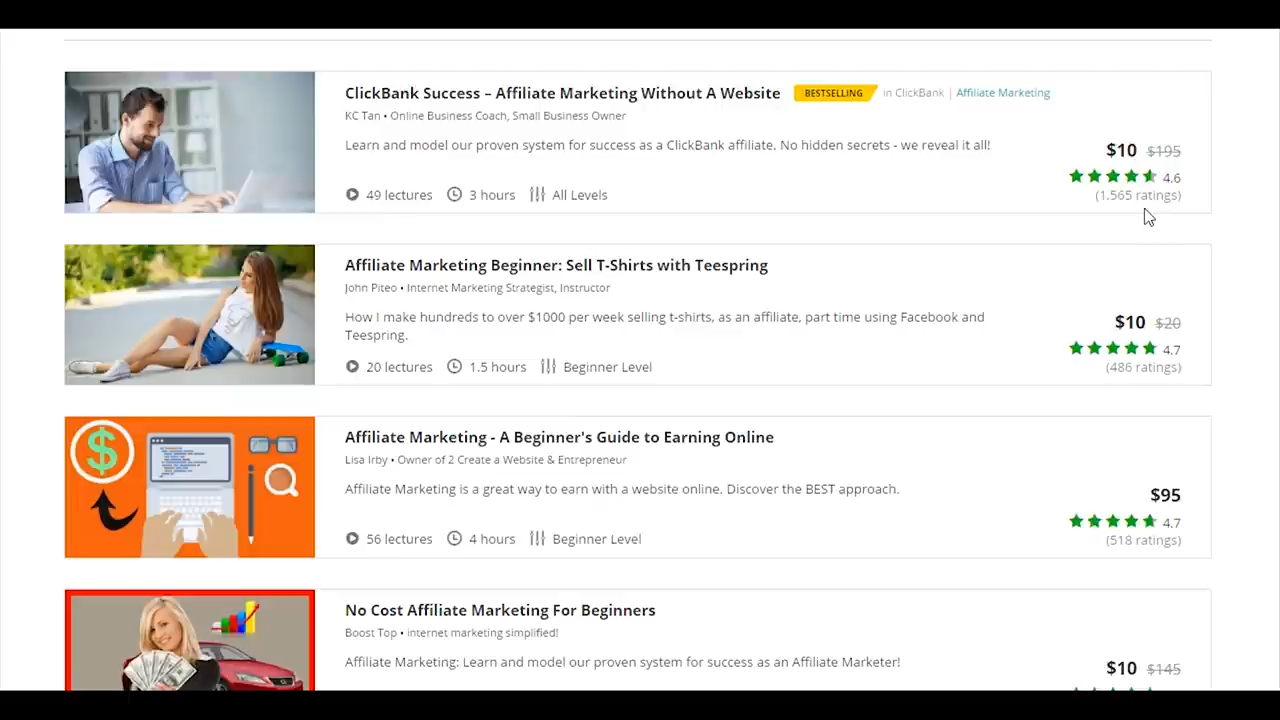 ClickBank Success – Affiliate Marketing Without A Website BESTSELLING in ClickBank | Affiliate Marketing
KC Tan • Online Business Coach, Small Business Owner
Learn and model our proven system for success as a ClickBank affiliate. No hidden secrets - we reveal it all!
$10 $195
4.6
49 lectures 3 hours All Levels
(1.565 ratings)
Affiliate Marketing Beginner: Sell T-Shirts with Teespring
John Piteo • Internet Marketing Strategist, Instructor
How I make hundreds to over $1000 per week selling t-shirts, as an affiliate, part time using Facebook and
Teespring.
$10 $20
4.7
20 lectures 1.5 hours Beginner Level
(486 ratings)
Affiliate Marketing - A Beginner's Guide to Earning Online
Lisa Irby • Owner of 2 Create a Website & Entrepreneur
Affiliate Marketing is a great way to earn with a website online. Discover the BEST approach.
$95
4.7
56 lectures 4 hours Beginner Level
(518 ratings)
No Cost Affiliate Marketing For Beginners
Boost Top • internet marketing simplified!
Affiliate Marketing: Learn and model our proven system for success as an Affiliate Marketer!
$10 $145